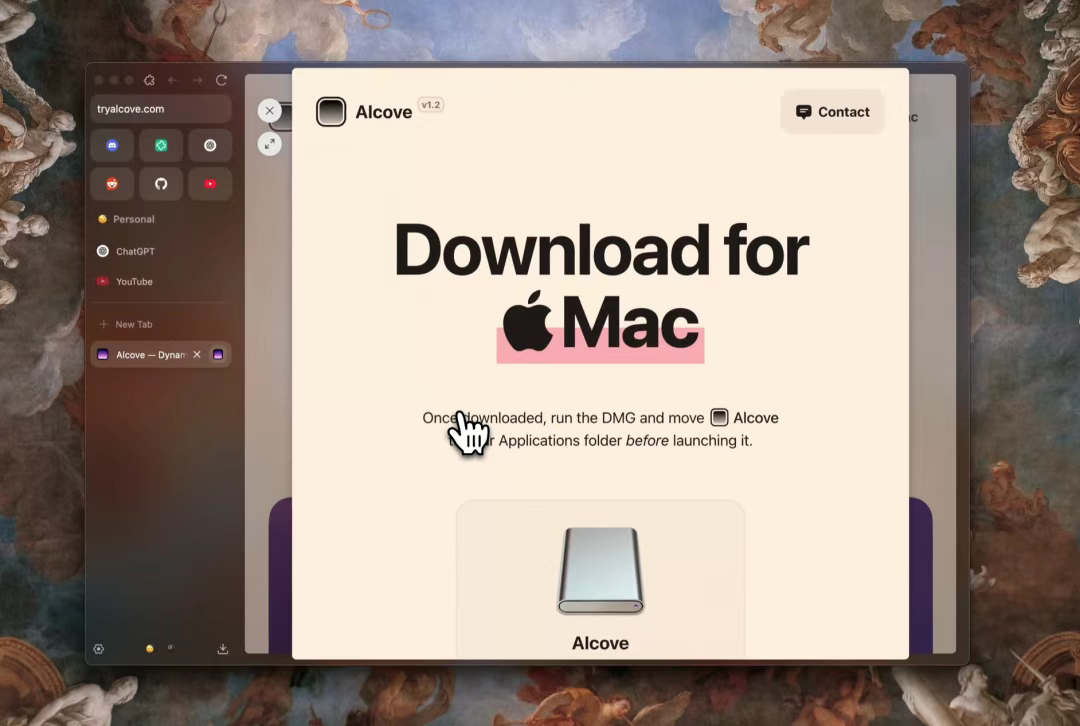 tryalcove.com
Personal
ChatGPT
YouTube
New Tab
Alcove — Dynam
Alcove v1.2
Contact
Download for
Mac
Once downloaded, run the DMG and move Alcove
Applications folder before launching it.
Alcove